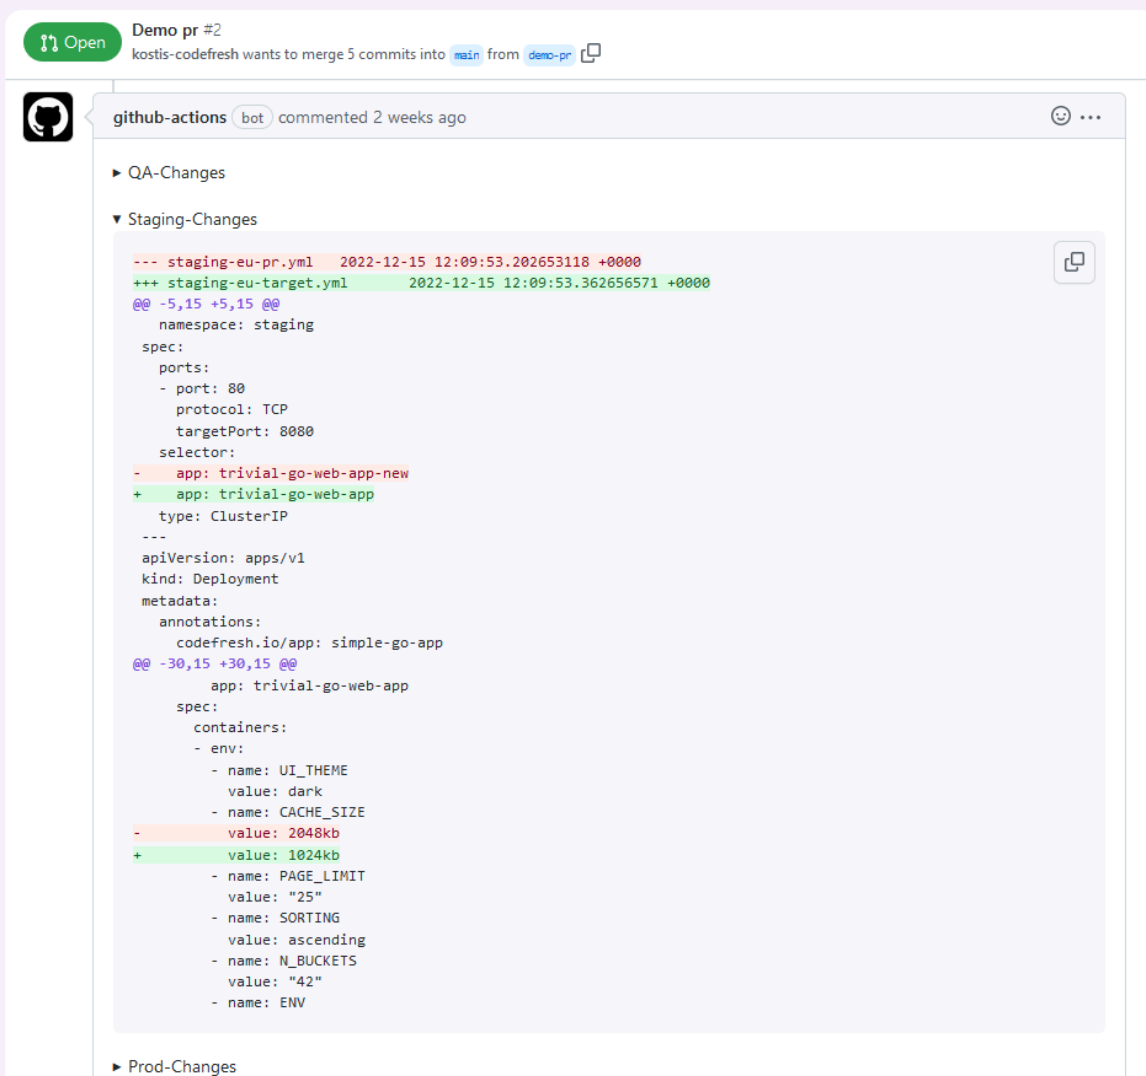 Open
Demo pr #2
kostis-codefresh wants to merge 5 commits into main from demo-pr
github-actions bot commented 2 weeks ago
QA-Changes
Staging-Changes
--- staging-eu-pr.yml   2022-12-15 12:09:53.202653118 +0000
+++ staging-eu-target.yml       2022-12-15 12:09:53.362656571 +0000
@@ -5,15 +5,15 @@
   namespace: staging
 spec:
   ports:
   - port: 80
     protocol: TCP
     targetPort: 8080
   selector:
-    app: trivial-go-web-app-new
+    app: trivial-go-web-app
   type: ClusterIP
 ---
 apiVersion: apps/v1
 kind: Deployment
 metadata:
   annotations:
     codefresh.io/app: simple-go-app
@@ -30,15 +30,15 @@
         app: trivial-go-web-app
     spec:
       containers:
       - env:
         - name: UI_THEME
           value: dark
         - name: CACHE_SIZE
-          value: 2048kb
+          value: 1024kb
         - name: PAGE_LIMIT
           value: "25"
         - name: SORTING
           value: ascending
         - name: N_BUCKETS
           value: "42"
         - name: ENV
Prod-Changes